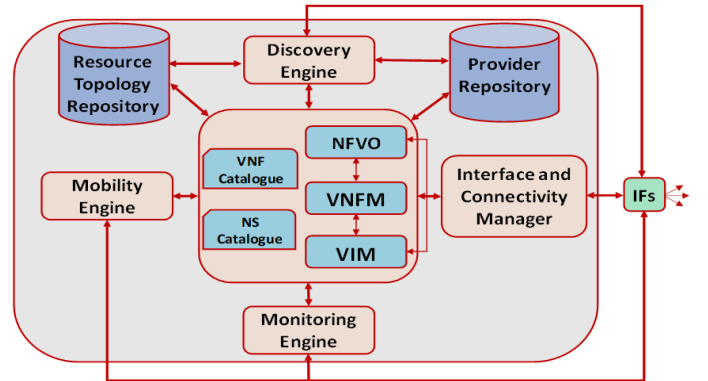 Resource
Topology
Repository
Discovery
Engine
Provider
Repository
VNF
Catalogue
NFVO
Mobility
Engine
VNFM
Interface and
Connectivity
Manager
IFs
NS
Catalogue
VIM
Monitoring
Engine